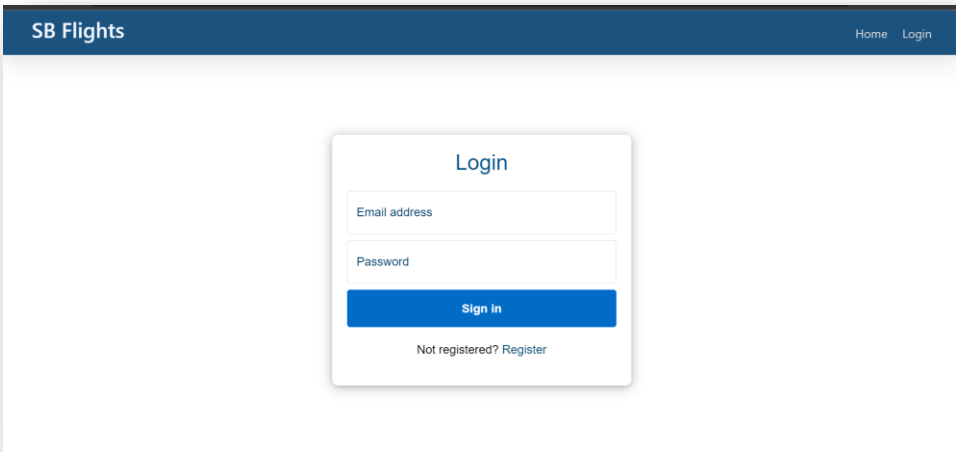 SB Flights
Home Login
Login
Email address
Password
Sign in
Not registered? Register